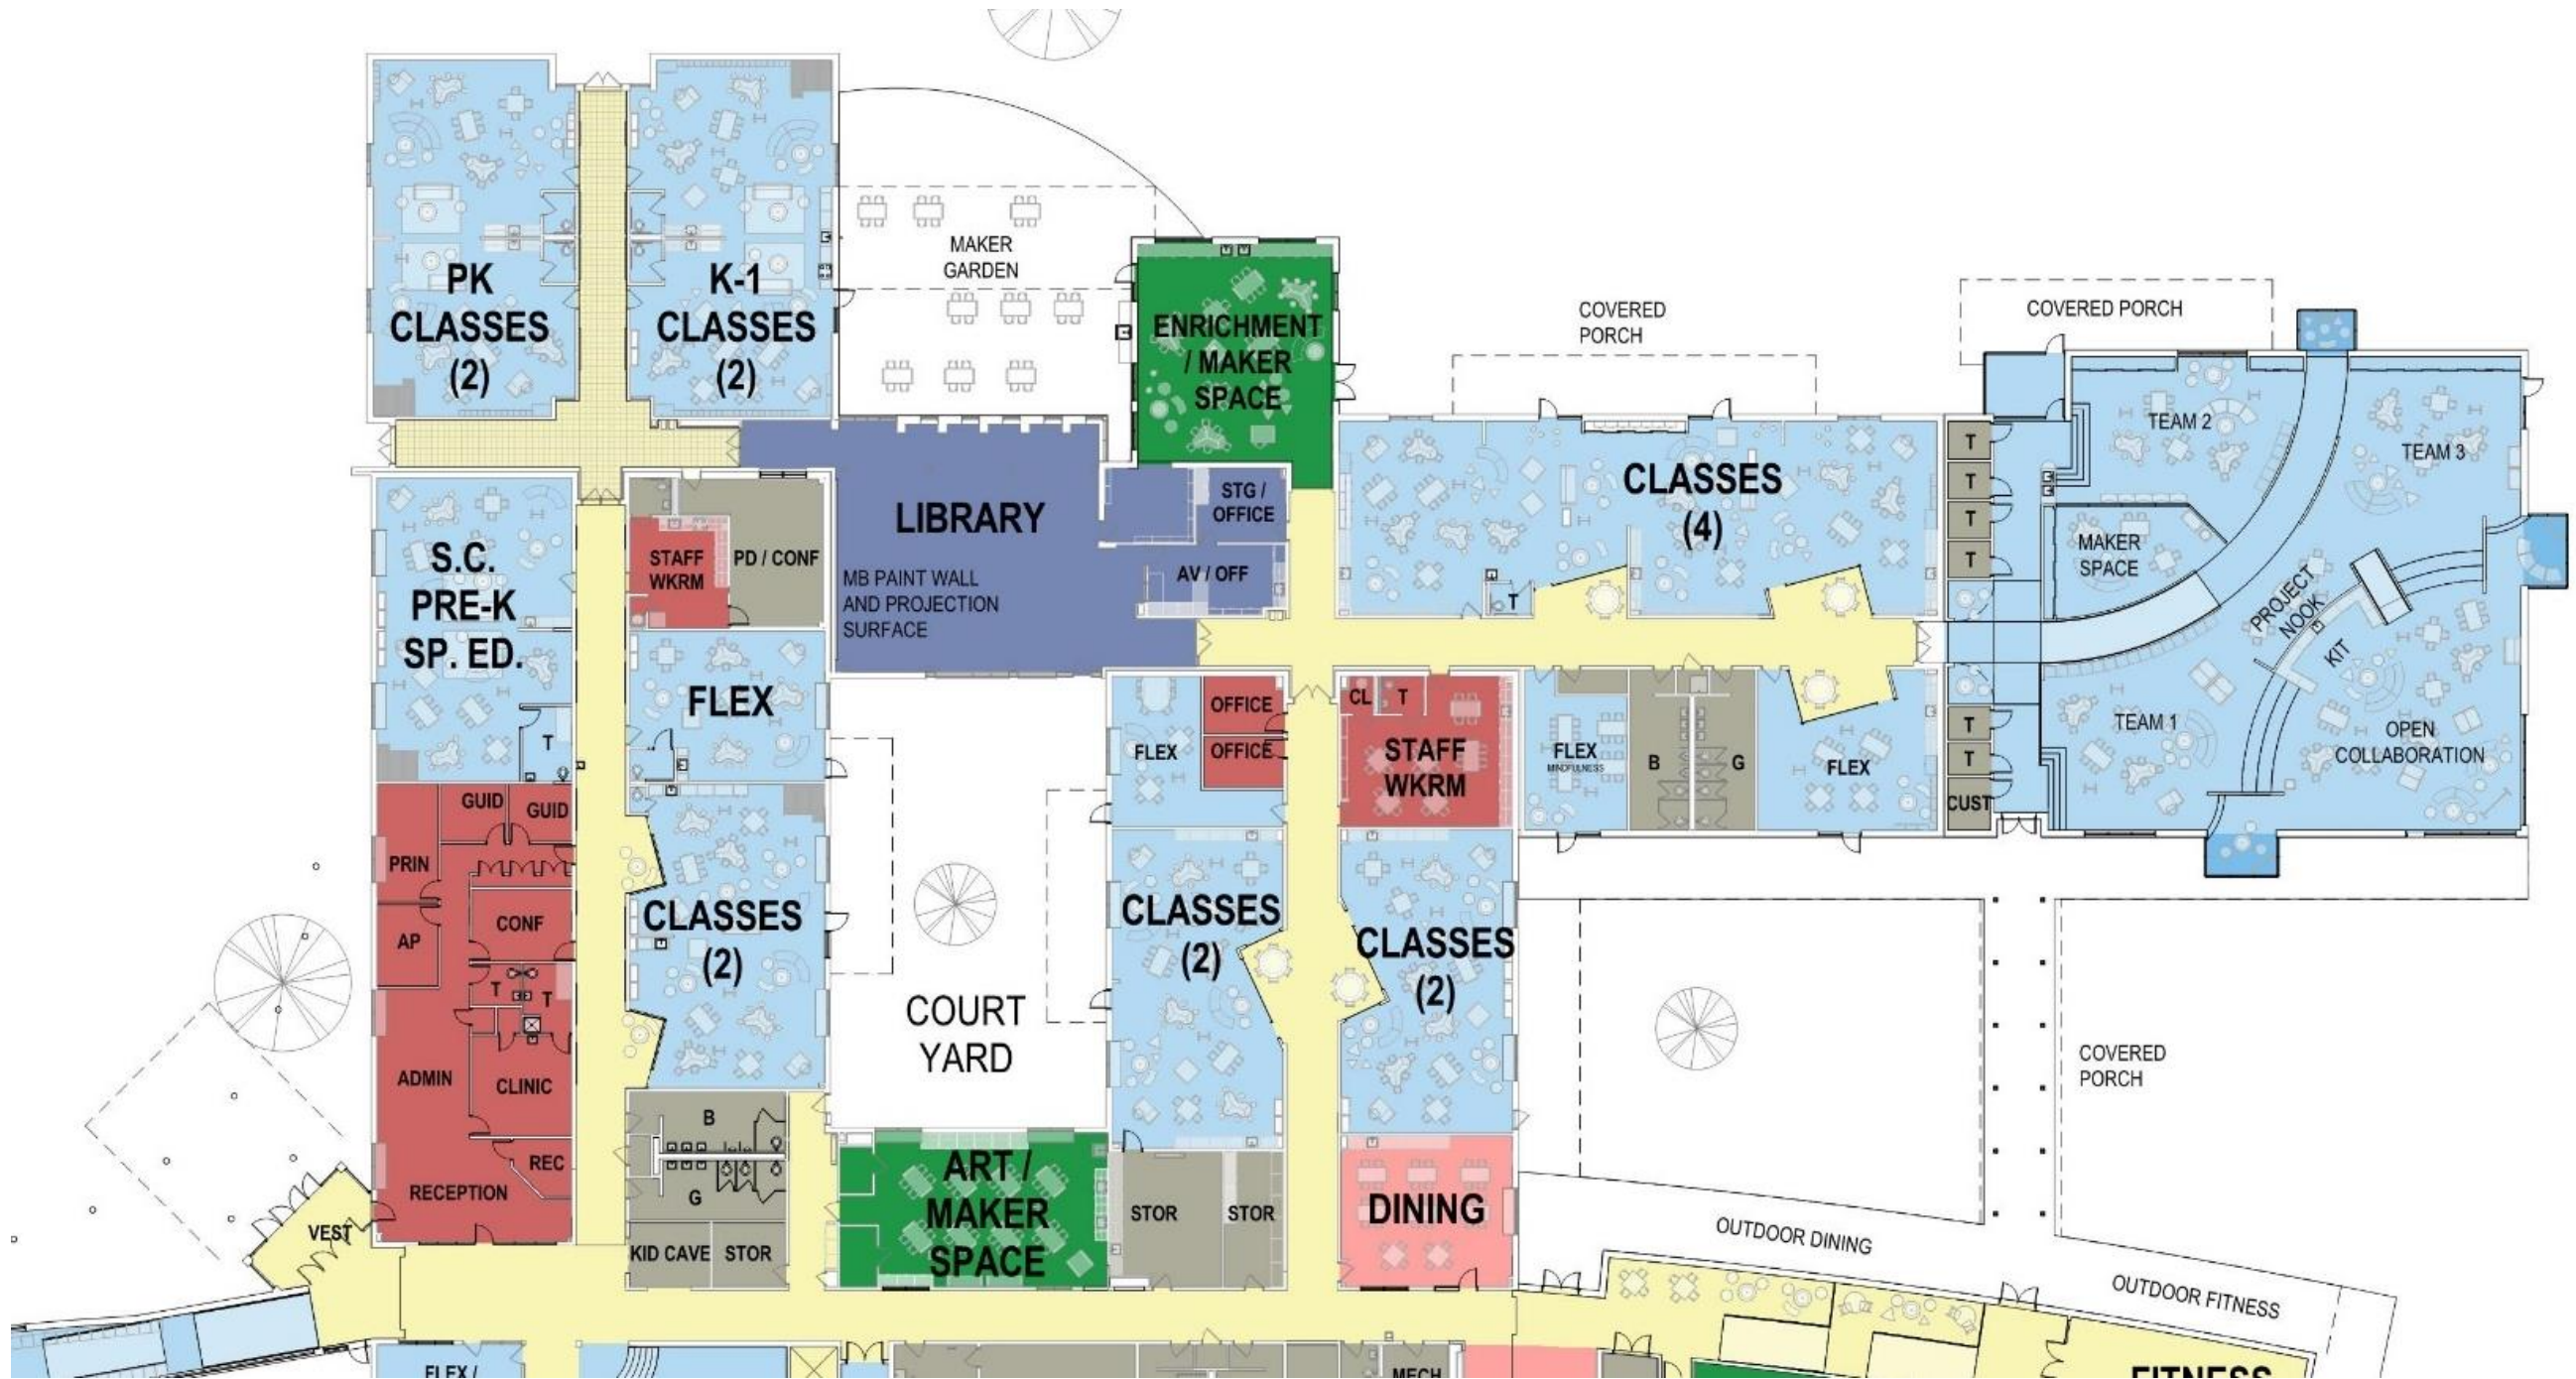 MAKER
GARDEN
PK
CLASSES
(2)
K-1
CLASSES
(2)
ENRICHMENT
/ MAKER
SPACE
COVERED
PORCH
COVERED PORCH
TEAM 2
TEAM 3
T
T
T
T
CLASSES
(4)
T
LIBRARY
STG /
OFFICE
AV / OFF
MB PAINT WALL
AND PROJECTION
SURFACE
S.C.
PRE-K
SP. ED.
T
STAFF
WKRM
PD / CONF
MAKER
SPACE
PROJECT
NOOK
KIT
TEAM 1
OPEN
COLLABORATION
T
T
CUST
FLEX
FLEX
OFFICE
OFFICE
CL
T
STAFF
WKRM
FLEX
MINDFULNESS
B
G
FLEX
GUID
GUID
PRIN
AP
CONF
T
T
ADMIN
CLINIC
REC
RECEPTION
VEST
CLASSES
(2)
COURT
YARD
CLASSES
(2)
CLASSES
(2)
COVERED
PORCH
B
G
KID CAVE
STOR
ART /
MAKER
SPACE
STOR
STOR
DINING
OUTDOOR DINING
OUTDOOR FITNESS
FLEX /
MECH
FITNESS